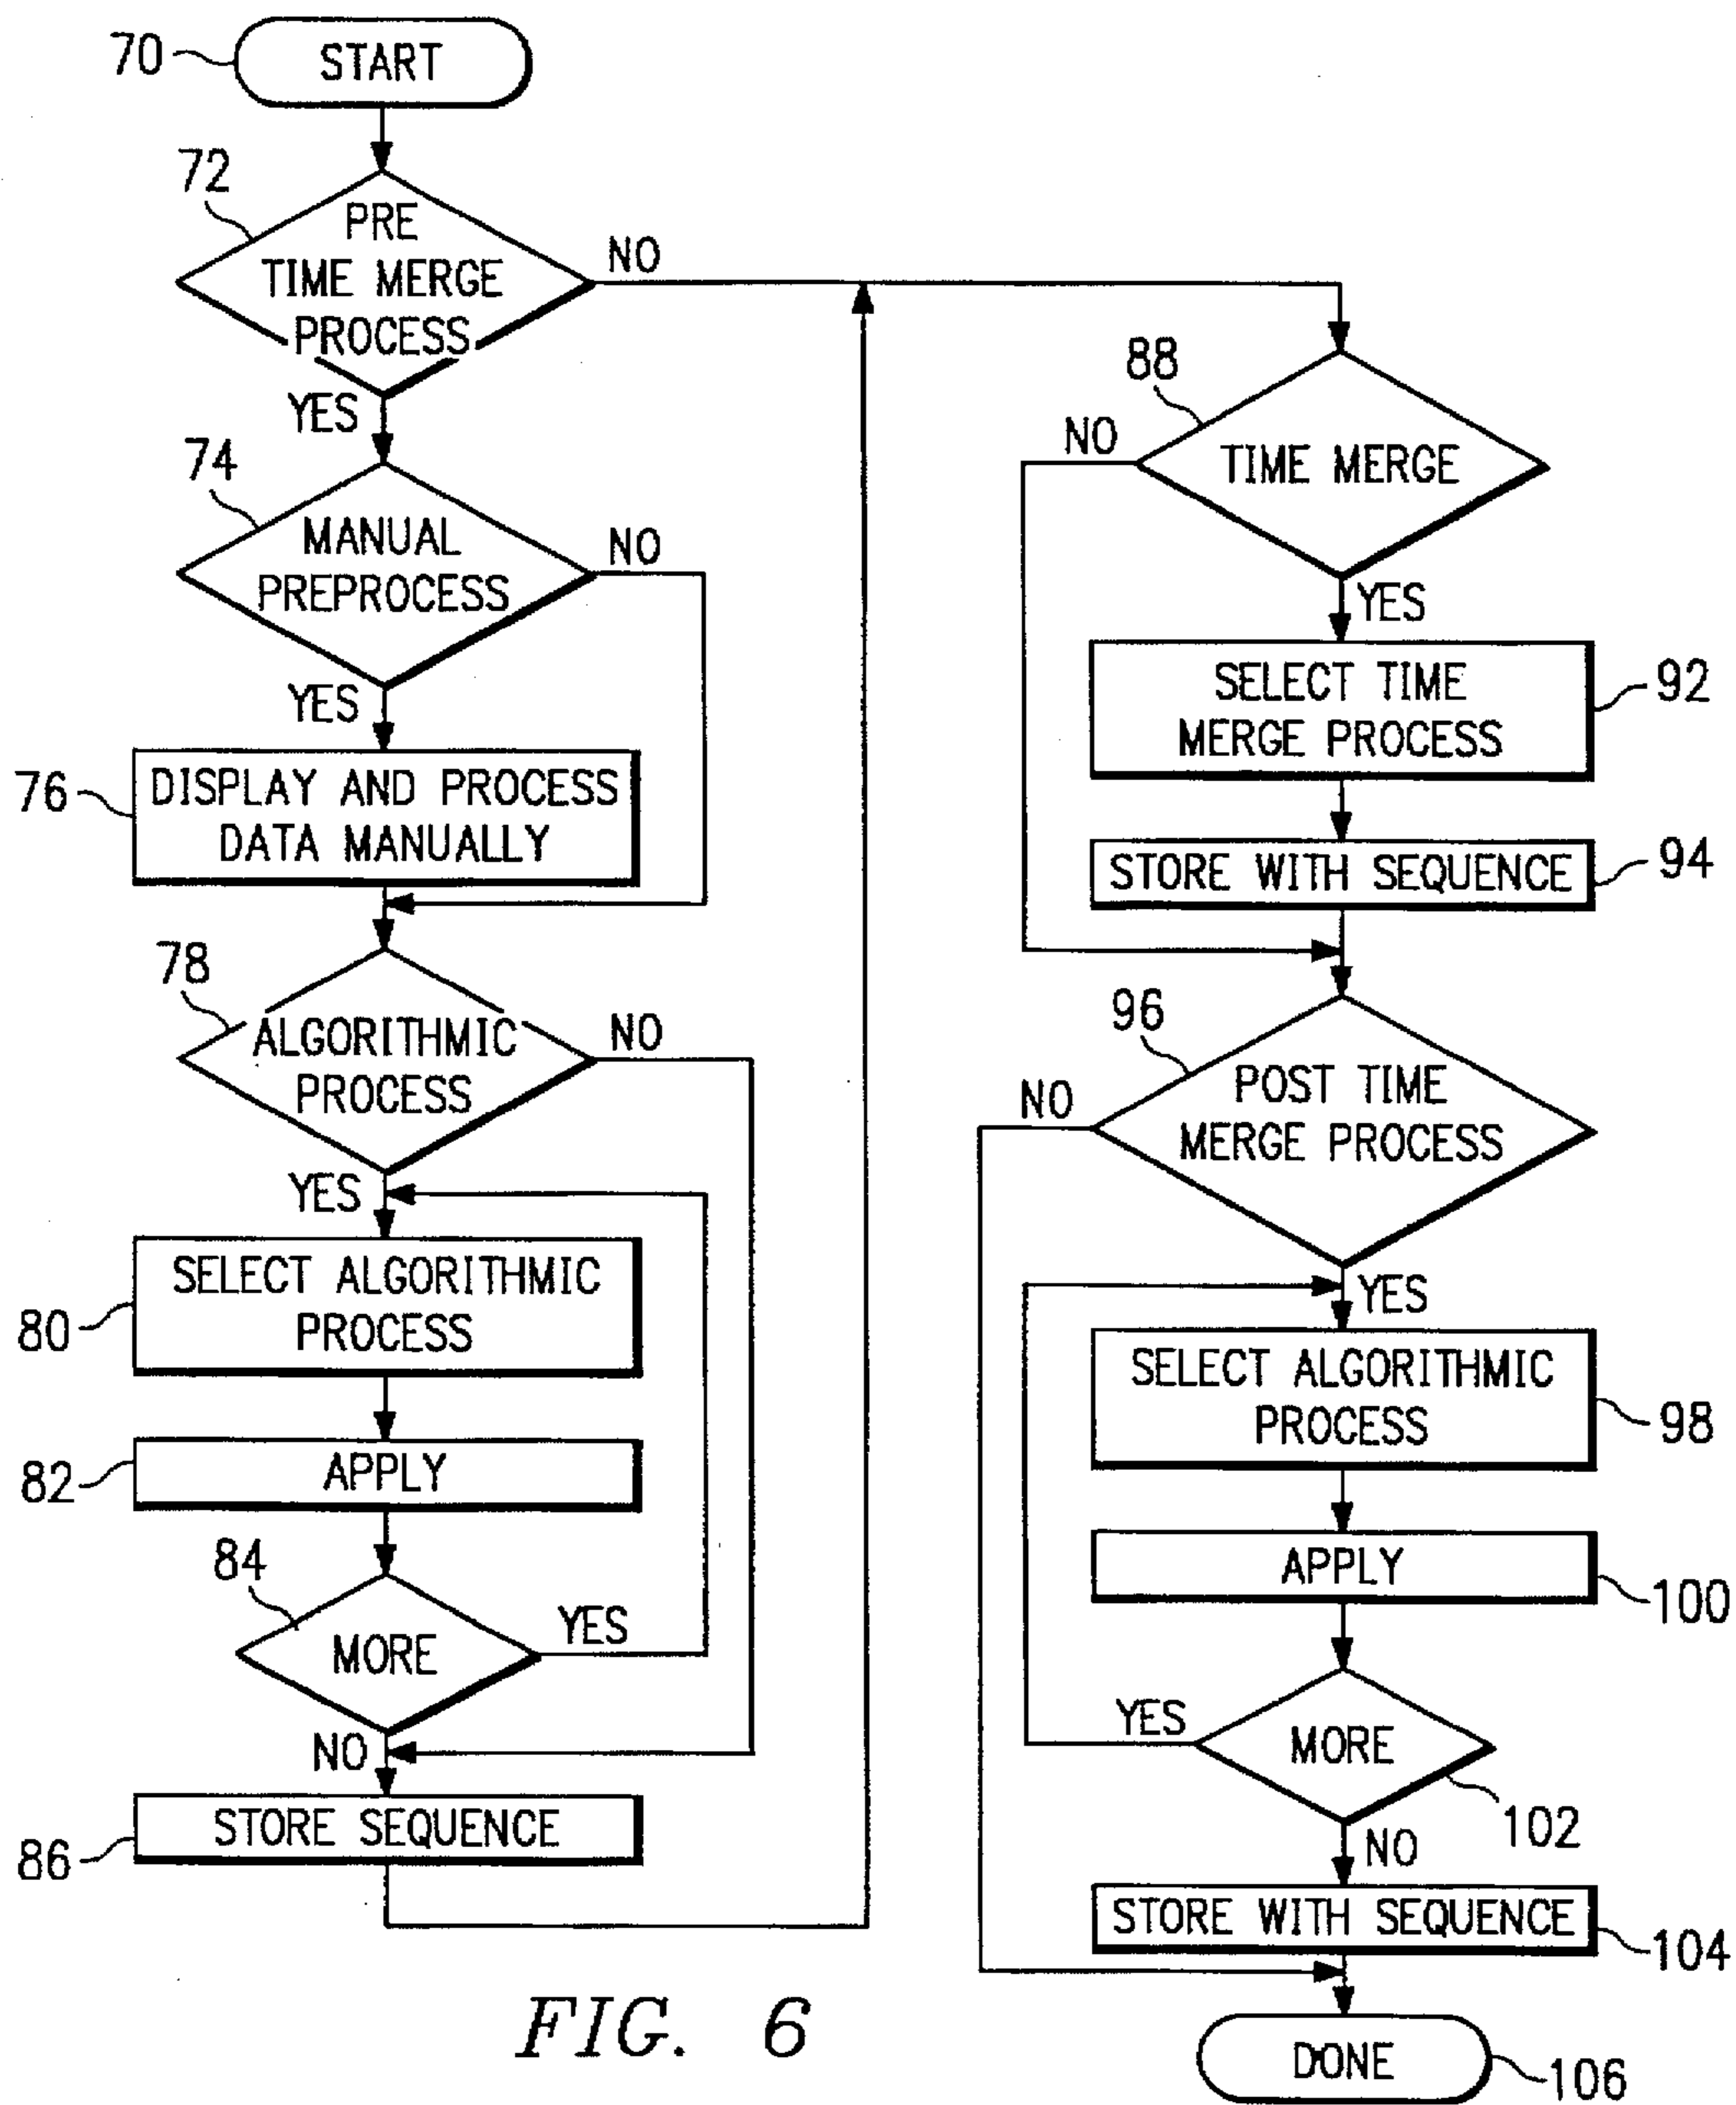 70
START
72
PRE
TIME MERGE
PROCESS
NO
YES
74
MANUAL
PREPROCESS
NO
YES
76
DISPLAY AND PROCESS
DATA MANUALLY
78
ALGORITHMIC
PROCESS
NO
YES
80
SELECT ALGORITHMIC
PROCESS
82
APPLY
84
MORE
YES
NO
86
STORE SEQUENCE
88
NO
TIME MERGE
YES
SELECT TIME
MERGE PROCESS
92
STORE WITH SEQUENCE
94
96
NO
POST TIME
MERGE PROCESS
YES
SELECT ALGORITHMIC
PROCESS
98
APPLY
100
YES
MORE
102
NO
STORE WITH SEQUENCE
104
DONE
106
FIG. 6